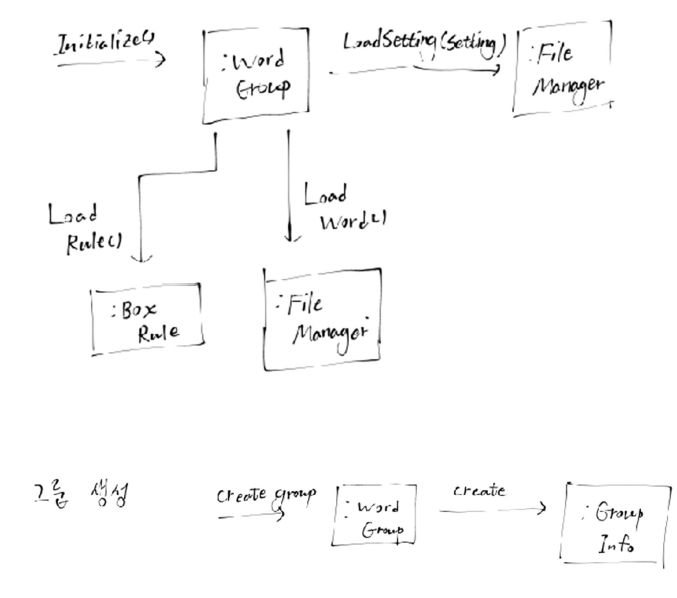 Initialize()
:Word
Group
LoadSetting(Setting)
:File
Manager
Load
Rule()
Load
Word()
:Box
Rule
:File
Manager
그룹 생성
create group
:Word
Group
create
:Group
Info